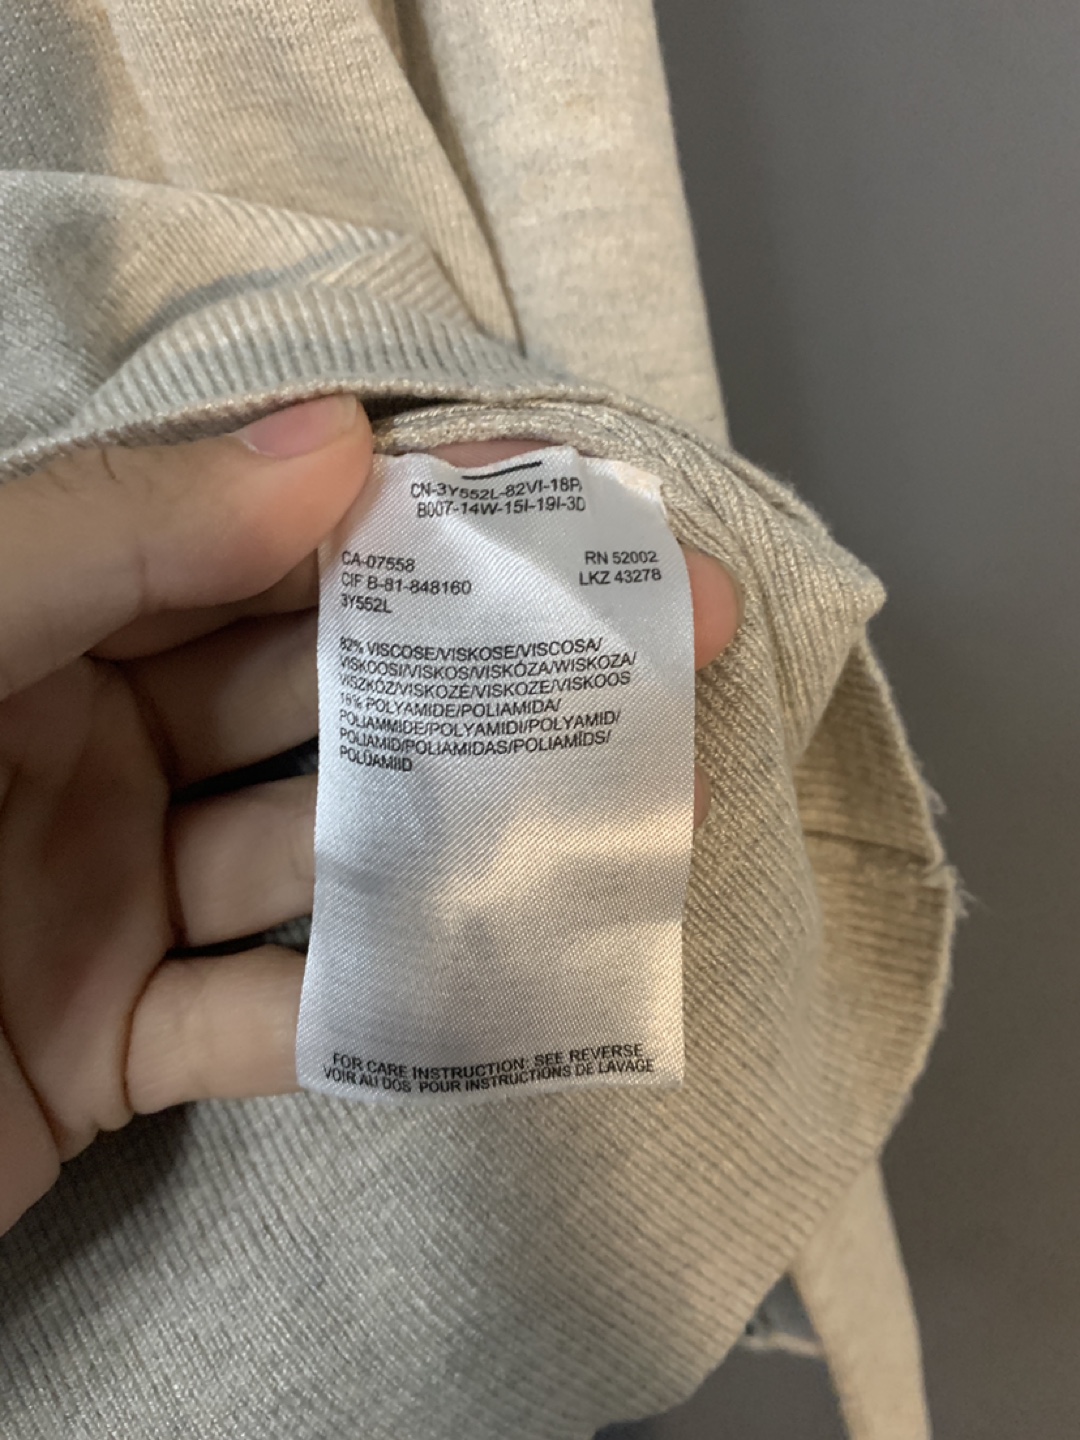 CN-3Y552L-82VI-18P,
B007-14W-15I-19I-3D
CA-07558
RN 52002
CIF B-81-848160
LKZ 43278
3Y552L
82% VISCOSE/VISKOSE/VISCOSA/
VISKOOSI/VISKOS/VISKÓZA/WISKOZA/
VISZKÓZ/VISKOZĖ/VISKOZE/VISKOOS
18% POLYAMIDE/POLIAMIDA/
POLIAMMIDE/POLYAMIDI/POLYAMID/
POLIAMID/POLIAMIDAS/POLIAMĪDS/
POLÜAMIID
FOR CARE INSTRUCTION: SEE REVERSE
VOIR AU DOS POUR INSTRUCTIONS DE LAVAGE